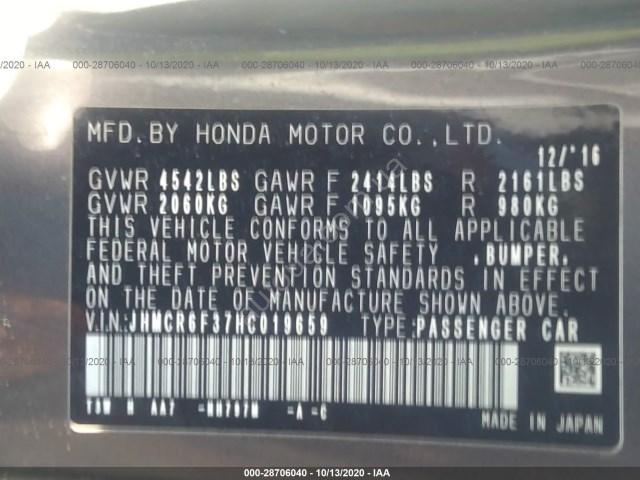 000-28706040 - 10/13/2020 - IAA
MFD.BY HONDA MOTOR CO.,LTD.
12/'16
GVWR 4542LBS GAWR F 2414LBS R 2161LBS
GVWR 2060KG GAWR F 1095KG R 980KG
THIS VEHICLE CONFORMS TO ALL APPLICABLE
FEDERAL MOTOR VEHICLE SAFETY ,BUMPER,
AND THEFT PREVENTION STANDARDS IN EFFECT
ON THE DATE OF MANUFACTURE SHOWN ABOVE.
V.I.N:JHMCR6F37HC019659 TYPE:PASSENGER CAR
AA7 -NH797M =A =C
MADE IN JAPAN
000-28706040 - 10/13/2020 - IAA